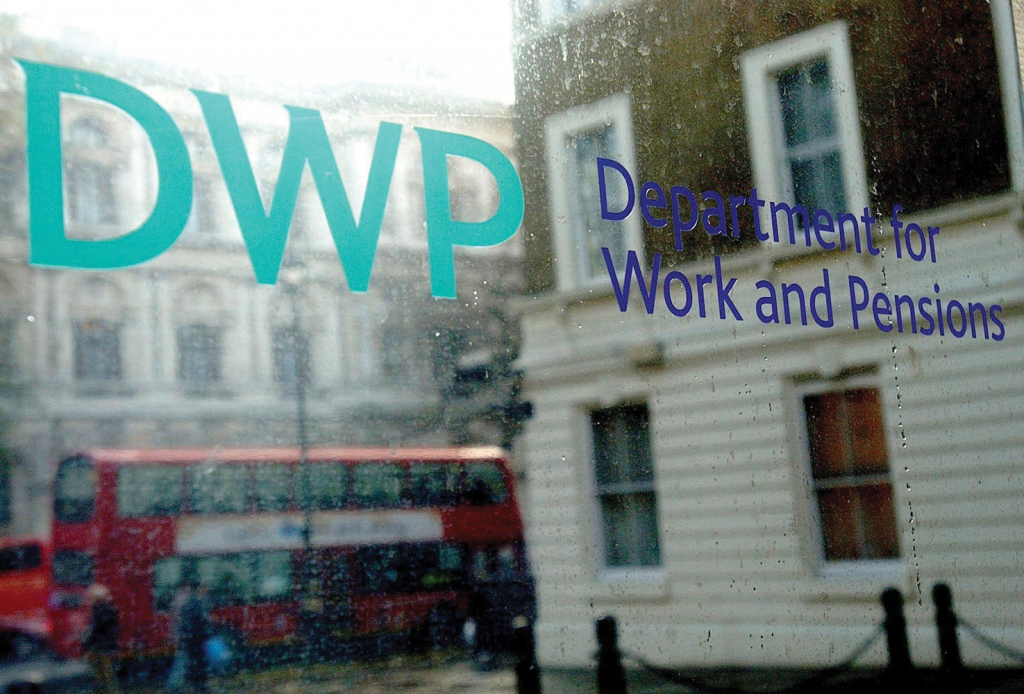 DWP
Department for
Work and Pensions